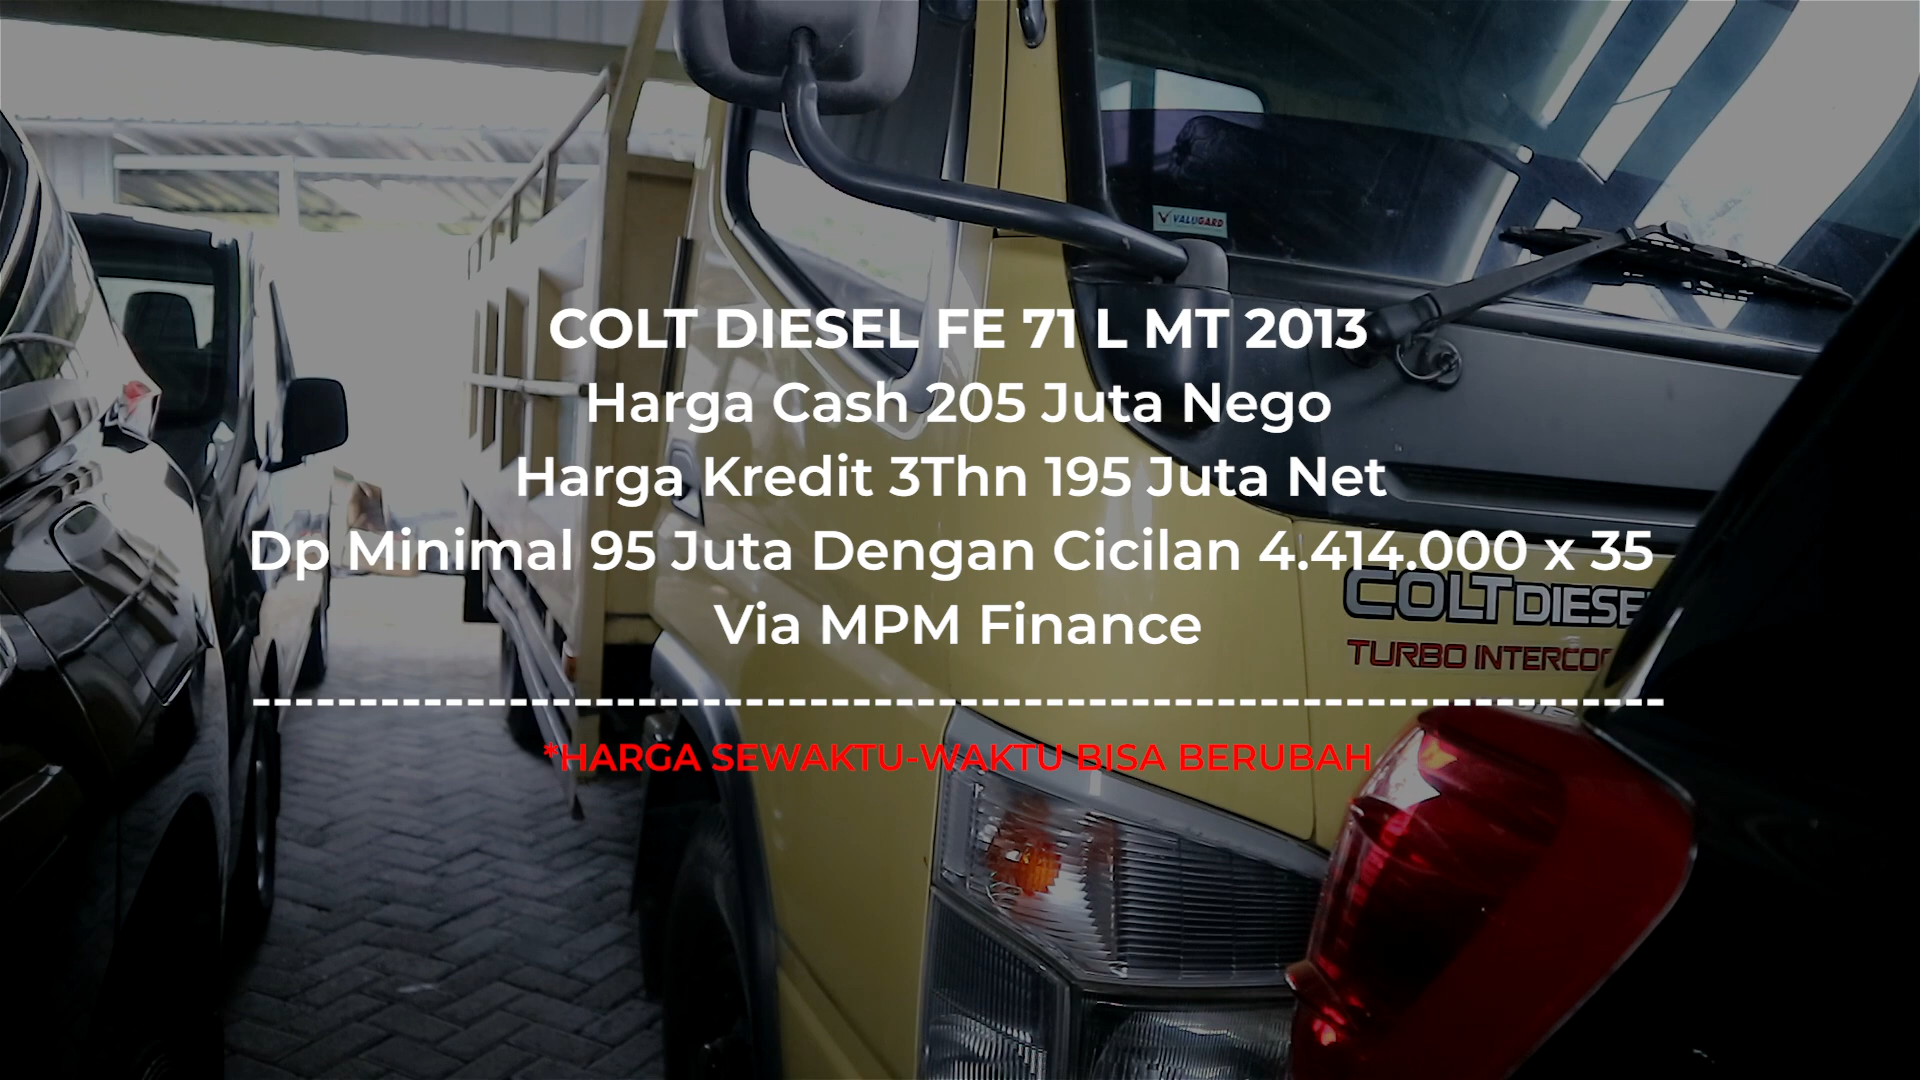 VALUGARD
COLT DIESEL FE 71 L MT 2013
Harga Cash 205 Juta Nego
Harga Kredit 3Thn 195 Juta Net
Dp Minimal 95 Juta Dengan Cicilan 4.414.000 x 35
Via MPM Finance
COLT DIESE
TURBO INTERCOO
--------------------------------------------------------------
*HARGA SEWAKTU-WAKTU BISA BERUBAH